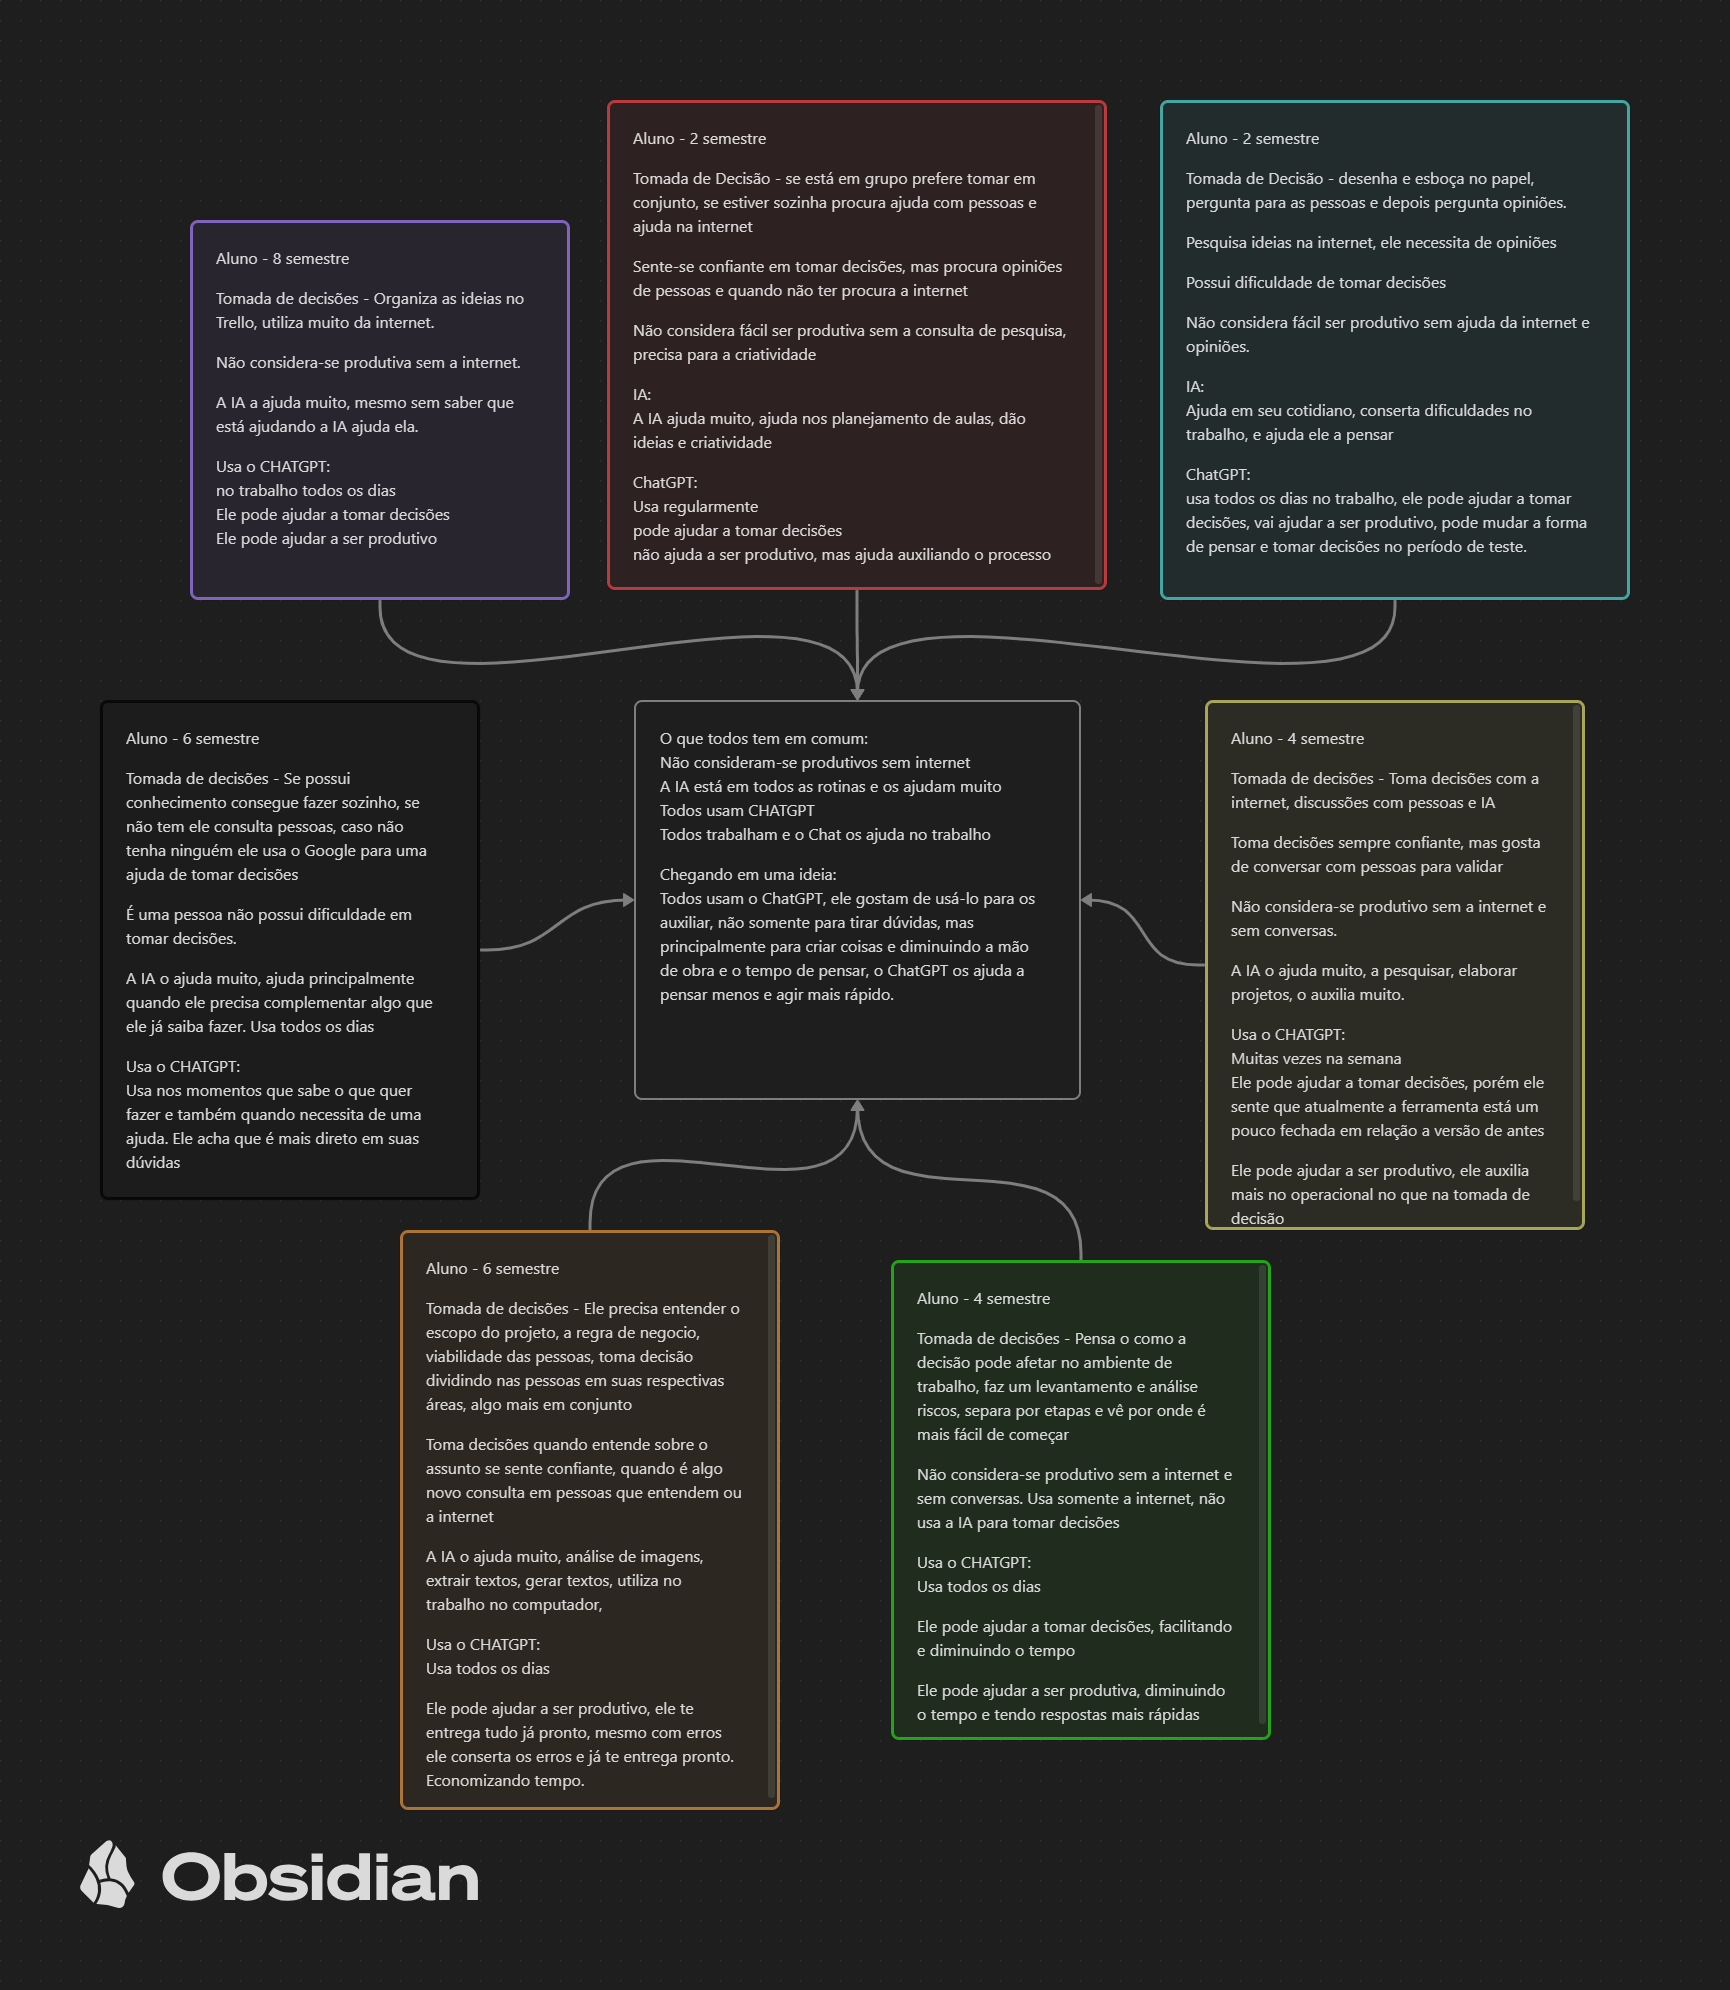 Aluno - 8 semestre
Tomada de decisões - Organiza as ideias no
Trello, utiliza muito da internet.
Não considera-se produtiva sem a internet.
A IA a ajuda muito, mesmo sem saber que
está ajudando a IA ajuda ela.
Usa o CHATGPT:
no trabalho todos os dias
Ele pode ajudar a tomar decisões
Ele pode ajudar a ser produtivo
Aluno - 2 semestre
Tomada de Decisão - se está em grupo prefere tomar em
conjunto, se estiver sozinha procura ajuda com pessoas e
ajuda na internet
Sente-se confiante em tomar decisões, mas procura opiniões
de pessoas e quando não ter procura a internet
Não considera fácil ser produtiva sem a consulta de pesquisa,
precisa para a criatividade
IA:
A IA ajuda muito, ajuda nos planejamento de aulas, dão
ideias e criatividade
ChatGPT:
Usa regularmente
pode ajudar a tomar decisões
não ajuda a ser produtivo, mas ajuda auxiliando o processo
Aluno - 2 semestre
Tomada de Decisão - desenha e esboça no papel,
pergunta para as pessoas e depois pergunta opiniões.
Pesquisa ideias na internet, ele necessita de opiniões
Possui dificuldade de tomar decisões
Não considera fácil ser produtivo sem ajuda da internet e
opiniões.
IA:
Ajuda em seu cotidiano, conserta dificuldades no
trabalho, e ajuda ele a pensar
ChatGPT:
usa todos os dias no trabalho, ele pode ajudar a tomar
decisões, vai ajudar a ser produtivo, pode mudar a forma
de pensar e tomar decisões no período de teste.
Aluno - 6 semestre
Tomada de decisões - Se possui
conhecimento consegue fazer sozinho, se
não tem ele consulta pessoas, caso não
tenha ninguém ele usa o Google para uma
ajuda de tomar decisões
É uma pessoa não possui dificuldade em
tomar decisões.
A IA o ajuda muito, ajuda principalmente
quando ele precisa complementar algo que
ele já saiba fazer. Usa todos os dias
Usa o CHATGPT:
Usa nos momentos que sabe o que quer
fazer e também quando necessita de uma
ajuda. Ele acha que é mais direto em suas
dúvidas
O que todos tem em comum:
Não consideram-se produtivos sem internet
A IA está em todos as rotinas e os ajudam muito
Todos usam CHATGPT
Todos trabalham e o Chat os ajuda no trabalho
Chegando em uma ideia:
Todos usam o ChatGPT, ele gostam de usá-lo para os
auxiliar, não somente para tirar dúvidas, mas
principalmente para criar coisas e diminuindo a mão
de obra e o tempo de pensar, o ChatGPT os ajuda a
pensar menos e agir mais rápido.
Aluno - 4 semestre
Tomada de decisões - Toma decisões com a
internet, discussões com pessoas e IA
Toma decisões sempre confiante, mas gosta
de conversar com pessoas para validar
Não considera-se produtivo sem a internet e
sem conversas.
A IA o ajuda muito, a pesquisar, elaborar
projetos, o auxilia muito.
Usa o CHATGPT:
Muitas vezes na semana
Ele pode ajudar a tomar decisões, porém ele
sente que atualmente a ferramenta está um
pouco fechada em relação a versão de antes
Ele pode ajudar a ser produtivo, ele auxilia
mais no operacional no que na tomada de
decisão
Aluno - 6 semestre
Tomada de decisões - Ele precisa entender o
escopo do projeto, a regra de negocio,
viabilidade das pessoas, toma decisão
dividindo nas pessoas em suas respectivas
áreas, algo mais em conjunto
Toma decisões quando entende sobre o
assunto se sente confiante, quando é algo
novo consulta em pessoas que entendem ou
a internet
A IA o ajuda muito, análise de imagens,
extrair textos, gerar textos, utiliza no
trabalho no computador,
Usa o CHATGPT:
Usa todos os dias
Ele pode ajudar a ser produtivo, ele te
entrega tudo já pronto, mesmo com erros
ele conserta os erros e já te entrega pronto.
Economizando tempo.
Aluno - 4 semestre
Tomada de decisões - Pensa o como a
decisão pode afetar no ambiente de
trabalho, faz um levantamento e análise
riscos, separa por etapas e vê por onde é
mais fácil de começar
Não considera-se produtivo sem a internet e
sem conversas. Usa somente a internet, não
usa a IA para tomar decisões
Usa o CHATGPT:
Usa todos os dias
Ele pode ajudar a tomar decisões, facilitando
e diminuindo o tempo
Ele pode ajudar a ser produtiva, diminuindo
o tempo e tendo respostas mais rápidas
Obsidian